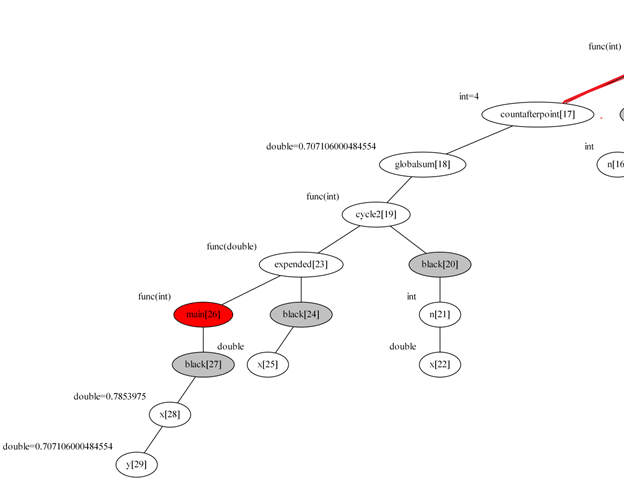 func(int)
int=4
countafterpoint[17]
double=0.707106000484554
int
globalsum[18]
n[16
func(int)
cycle2[19]
func(double)
expended[23]
black[20]
func(int)
int
main[26]
black[24]
n[21]
double
double
black[27]
x[25]
x[22]
double=0.7853975
x[28]
double=0.707106000484554
y[29]